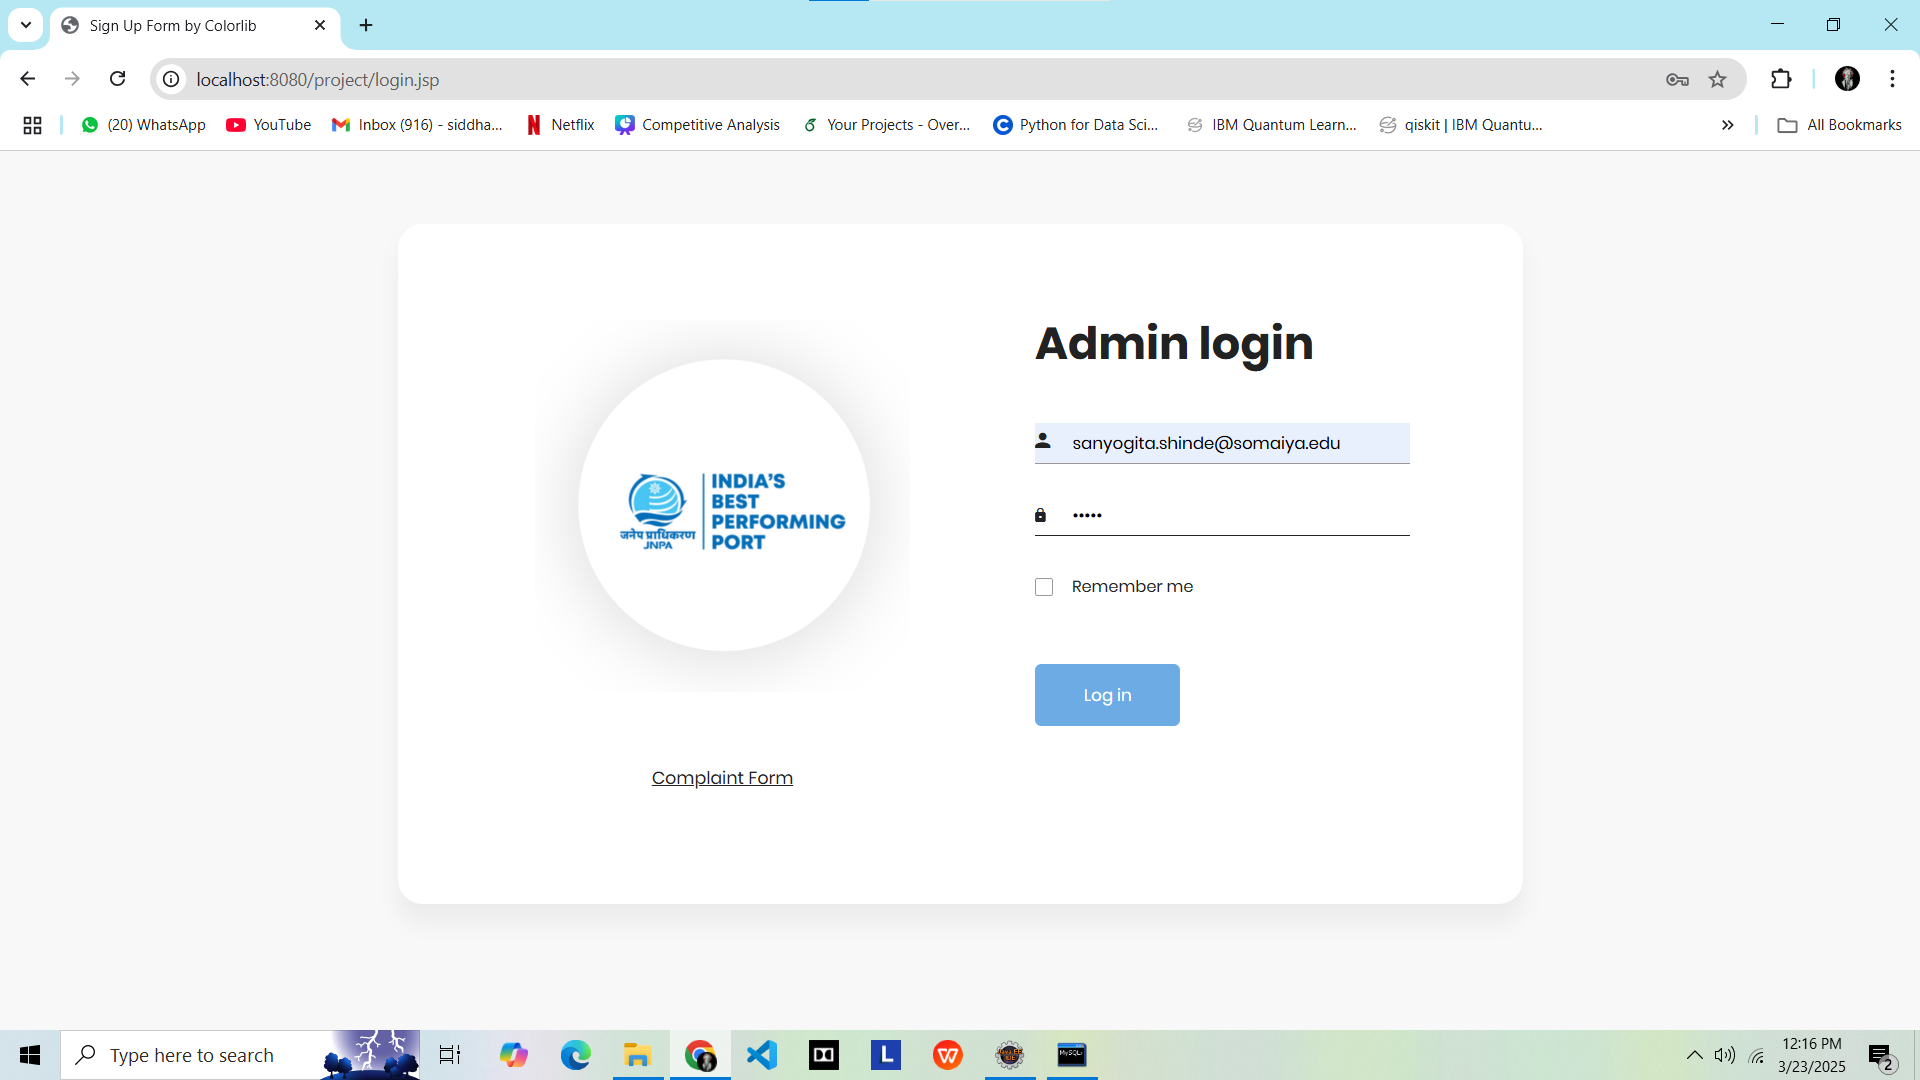 Sign Up Form by Colorlib
localhost:8080/project/login.jsp
(20) WhatsApp
YouTube
Inbox (916) - siddha...
Netflix
Competitive Analysis
Your Projects - Over...
Python for Data Sci...
IBM Quantum Learn...
qiskit | IBM Quantu...
All Bookmarks
Admin login
sanyogita.shinde@somaiya.edu
•••••
Remember me
Log in
INDIA'S
BEST
PERFORMING
PORT
जनेप प्राधिकरण
JNPA
Complaint Form
Type here to search
L
W
MySQL
12:16 PM
3/23/2025
2